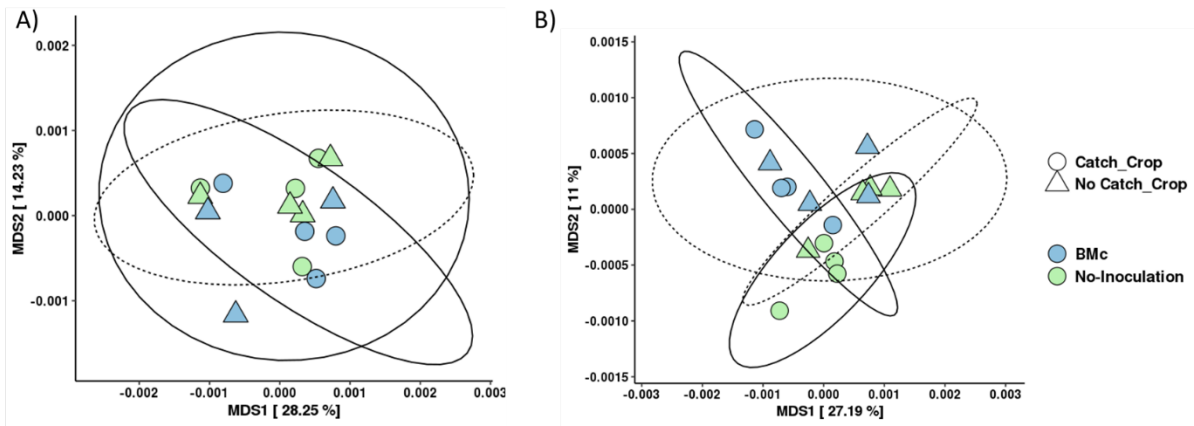 A)
0.002
0.001
0.000
-0.001
MDS2 [ 14.23 %]
-0.002
-0.001
0.000
0.001
0.002
0.003
MDS1 [ 28.25 %]
B)
0.0015
0.0010
0.0005
0.0000
-0.0005
-0.0010
-0.0015
MDS2 [ 11 %]
-0.003
-0.002
-0.001
0.000
0.001
0.002
0.003
MDS1 [ 27.19 %]
Catch_Crop
No Catch_Crop
BMc
No-Inoculation